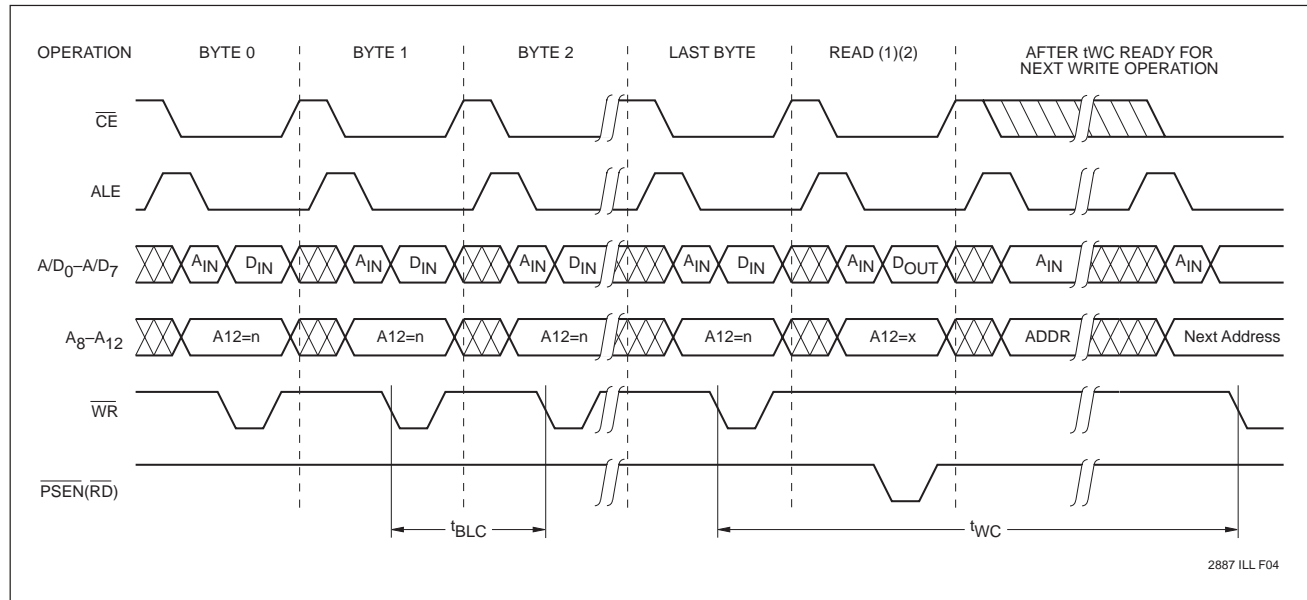 OPERATION BYTE 0 BYTE 1 BYTE 2 LAST BYTE READ (1)(2) AFTER tWC READY FOR
NEXT WRITE OPERATION
CE
ALE
A/D0–A/D7 AIN DIN AIN DIN AIN DIN AIN DIN AIN DOUT AIN AIN
A8–A12 A12=n A12=n A12=n A12=n A12=x ADDR Next Address
WR
PSEN(RD)
tBLC tWC
2887 ILL F04